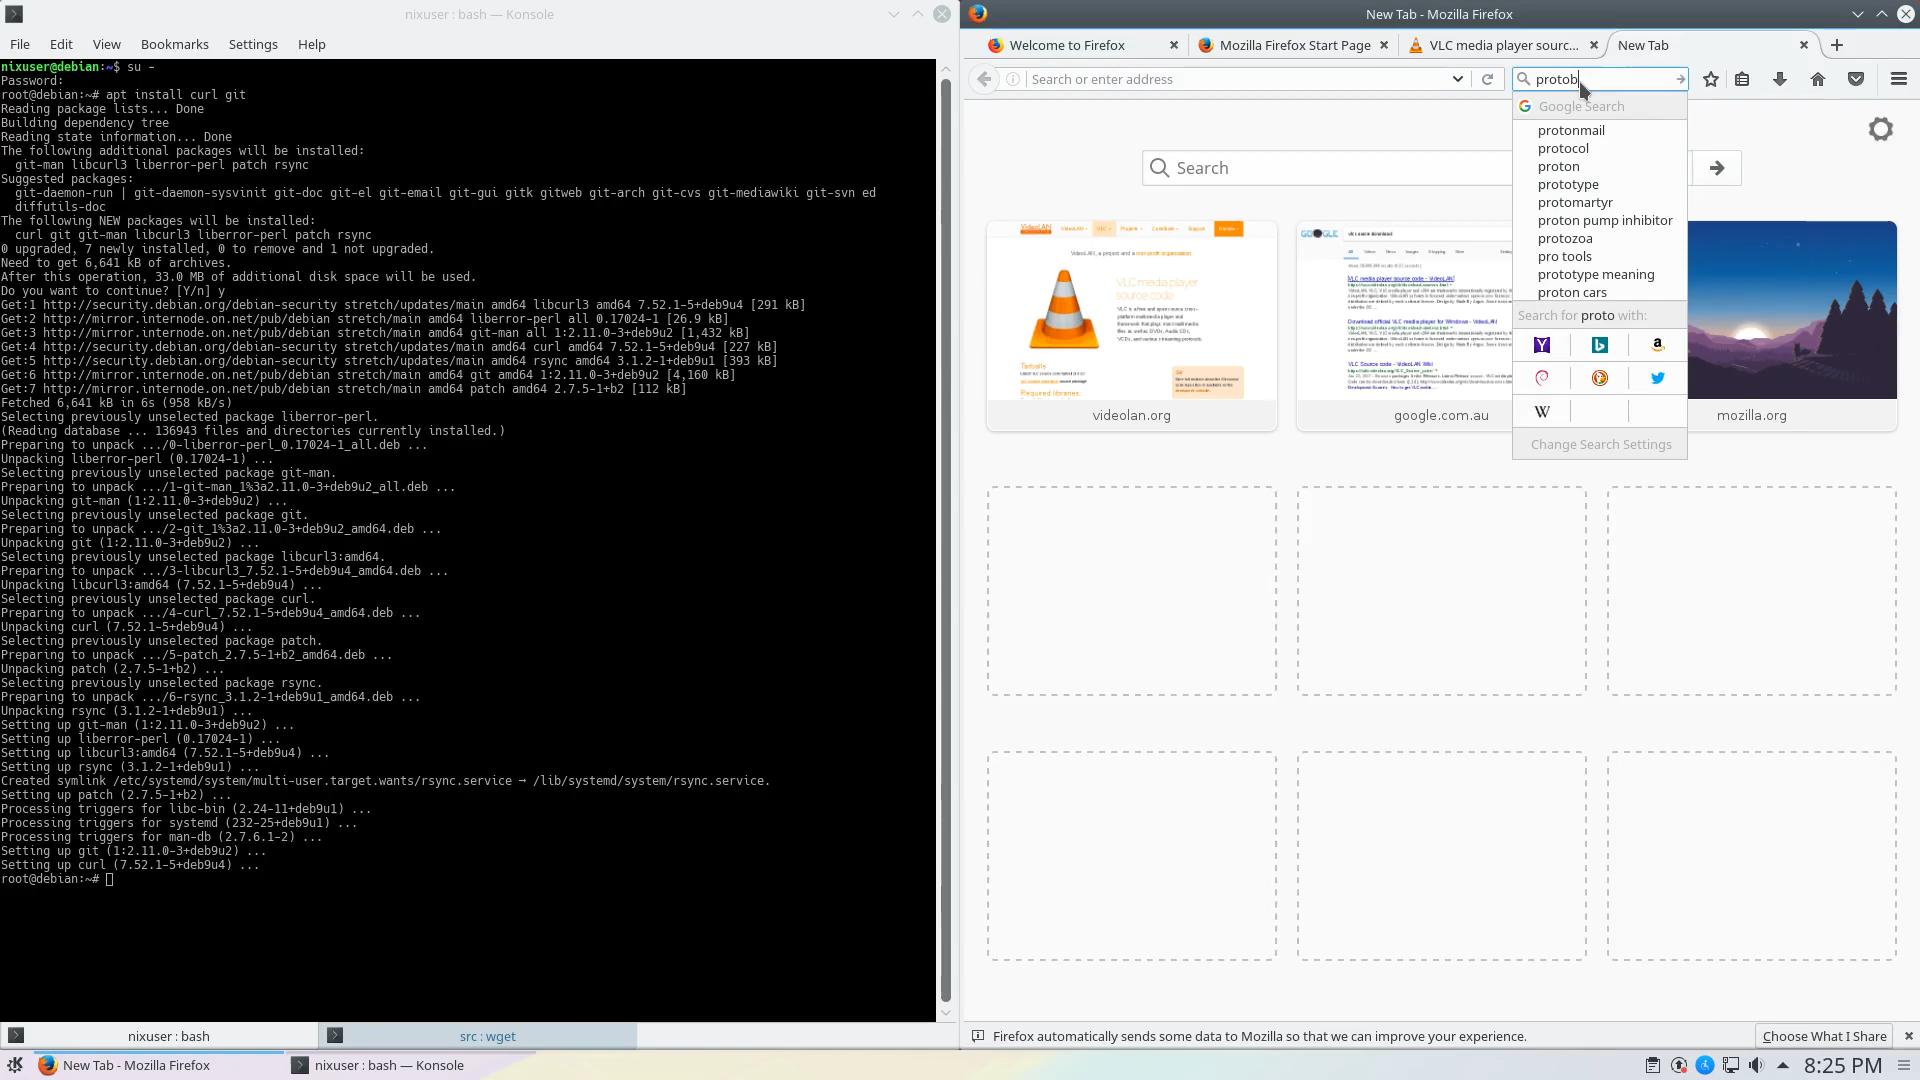 nixuser : bash — Konsole
File Edit View Bookmarks Settings Help
nixuser@debian:~$ su -
Password:
root@debian:~# apt install curl git
Reading package lists... Done
Building dependency tree
Reading state information... Done
The following additional packages will be installed:
git-man libcurl3 liberror-perl patch rsync
Suggested packages:
git-daemon-run | git-daemon-sysvinit git-doc git-el git-email git-gui gitk gitweb git-arch git-cvs git-mediawiki git-svn ed
diffutils-doc
The following NEW packages will be installed:
curl git git-man libcurl3 liberror-perl patch rsync
0 upgraded, 7 newly installed, 0 to remove and 1 not upgraded.
Need to get 6,641 kB of archives.
After this operation, 33.0 MB of additional disk space will be used.
Do you want to continue? [Y/n] y
Get:1 http://security.debian.org/debian-security stretch/updates/main amd64 libcurl3 amd64 7.52.1-5+deb9u4 [291 kB]
Get:2 http://mirror.internode.on.net/pub/debian stretch/main amd64 liberror-perl all 0.17024-1 [26.9 kB]
Get:3 http://mirror.internode.on.net/pub/debian stretch/main amd64 git-man all 1:2.11.0-3+deb9u2 [1,432 kB]
Get:4 http://security.debian.org/debian-security stretch/updates/main amd64 curl amd64 7.52.1-5+deb9u4 [227 kB]
Get:5 http://security.debian.org/debian-security stretch/updates/main amd64 rsync amd64 3.1.2-1+deb9u1 [393 kB]
Get:6 http://mirror.internode.on.net/pub/debian stretch/main amd64 git amd64 1:2.11.0-3+deb9u2 [4,160 kB]
Get:7 http://mirror.internode.on.net/pub/debian stretch/main amd64 patch amd64 2.7.5-1+b2 [112 kB]
Fetched 6,641 kB in 6s (958 kB/s)
Selecting previously unselected package liberror-perl.
(Reading database ... 136943 files and directories currently installed.)
Preparing to unpack .../0-liberror-perl_0.17024-1_all.deb ...
Unpacking liberror-perl (0.17024-1) ...
Selecting previously unselected package git-man.
Preparing to unpack .../1-git-man_1%3a2.11.0-3+deb9u2_all.deb ...
Unpacking git-man (1:2.11.0-3+deb9u2) ...
Selecting previously unselected package git.
Preparing to unpack .../2-git_1%3a2.11.0-3+deb9u2_amd64.deb ...
Unpacking git (1:2.11.0-3+deb9u2) ...
Selecting previously unselected package libcurl3:amd64.
Preparing to unpack .../3-libcurl3_7.52.1-5+deb9u4_amd64.deb ...
Unpacking libcurl3:amd64 (7.52.1-5+deb9u4) ...
Selecting previously unselected package curl.
Preparing to unpack .../4-curl_7.52.1-5+deb9u4_amd64.deb ...
Unpacking curl (7.52.1-5+deb9u4) ...
Selecting previously unselected package patch.
Preparing to unpack .../5-patch_2.7.5-1+b2_amd64.deb ...
Unpacking patch (2.7.5-1+b2) ...
Selecting previously unselected package rsync.
Preparing to unpack .../6-rsync_3.1.2-1+deb9u1_amd64.deb ...
Unpacking rsync (3.1.2-1+deb9u1) ...
Setting up git-man (1:2.11.0-3+deb9u2) ...
Setting up liberror-perl (0.17024-1) ...
Setting up libcurl3:amd64 (7.52.1-5+deb9u4) ...
Setting up rsync (3.1.2-1+deb9u1) ...
Created symlink /etc/systemd/system/multi-user.target.wants/rsync.service → /lib/systemd/system/rsync.service.
Setting up patch (2.7.5-1+b2) ...
Processing triggers for libc-bin (2.24-11+deb9u1) ...
Processing triggers for systemd (232-25+deb9u1) ...
Processing triggers for man-db (2.7.6.1-2) ...
Setting up git (1:2.11.0-3+deb9u2) ...
Setting up curl (7.52.1-5+deb9u4) ...
root@debian:~#
nixuser : bash
src : wget
New Tab - Mozilla Firefox
Welcome to Firefox
Mozilla Firefox Start Page
VLC media player sourc...
New Tab
Search or enter address
protob
Google Search
protonmail
protocol
proton
prototype
protomartyr
proton pump inhibitor
protozoa
pro tools
prototype meaning
proton cars
Search for proto with:
Change Search Settings
Search
VideoLAN
VLC media player
source code
Tarballs
Required libraries:
videolan.org
google.com.au
mozilla.org
Firefox automatically sends some data to Mozilla so that we can improve your experience.
Choose What I Share
New Tab - Mozilla Firefox
nixuser : bash — Konsole
8:25 PM